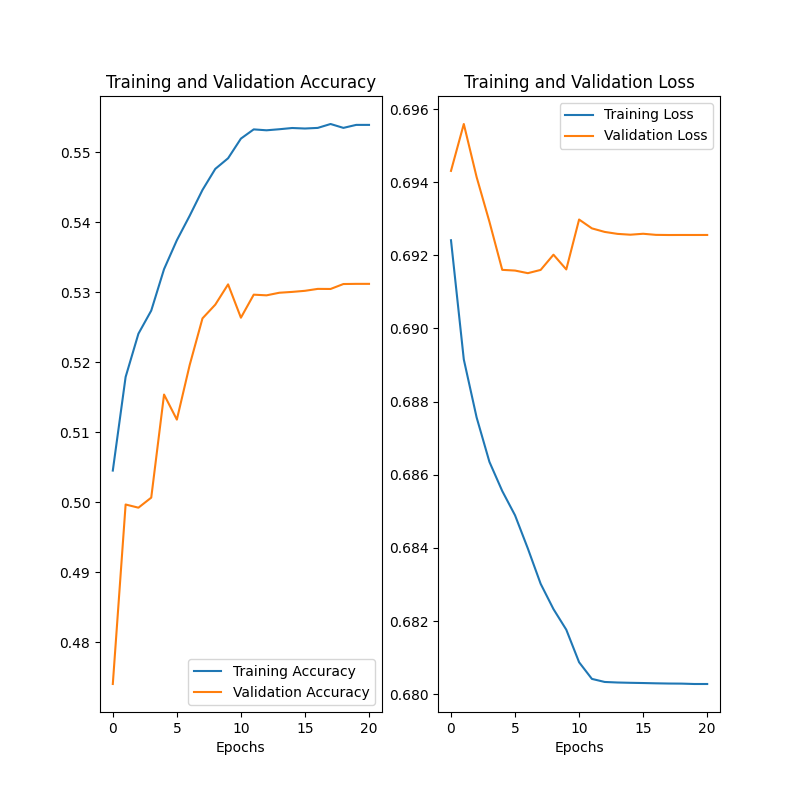 Training and Validation Accuracy
0.55
0.54
0.53
0.52
0.51
0.50
0.49
0.48
Training Accuracy
Validation Accuracy
0 5 10 15 20
Epochs
Training and Validation Loss
0.696
0.694
0.692
0.690
0.688
0.686
0.684
0.682
0.680
Training Loss
Validation Loss
0 5 10 15 20
Epochs